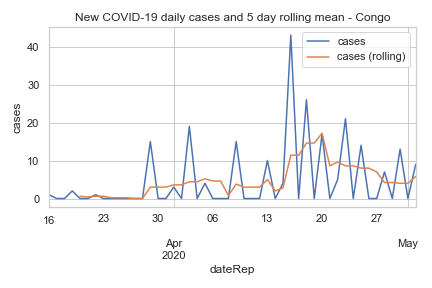 New COVID-19 daily cases and 5 day rolling mean - Congo
cases
cases (rolling)
cases
40
30
20
10
0
16
23
30
06
13
20
27
Apr
2020
May
dateRep